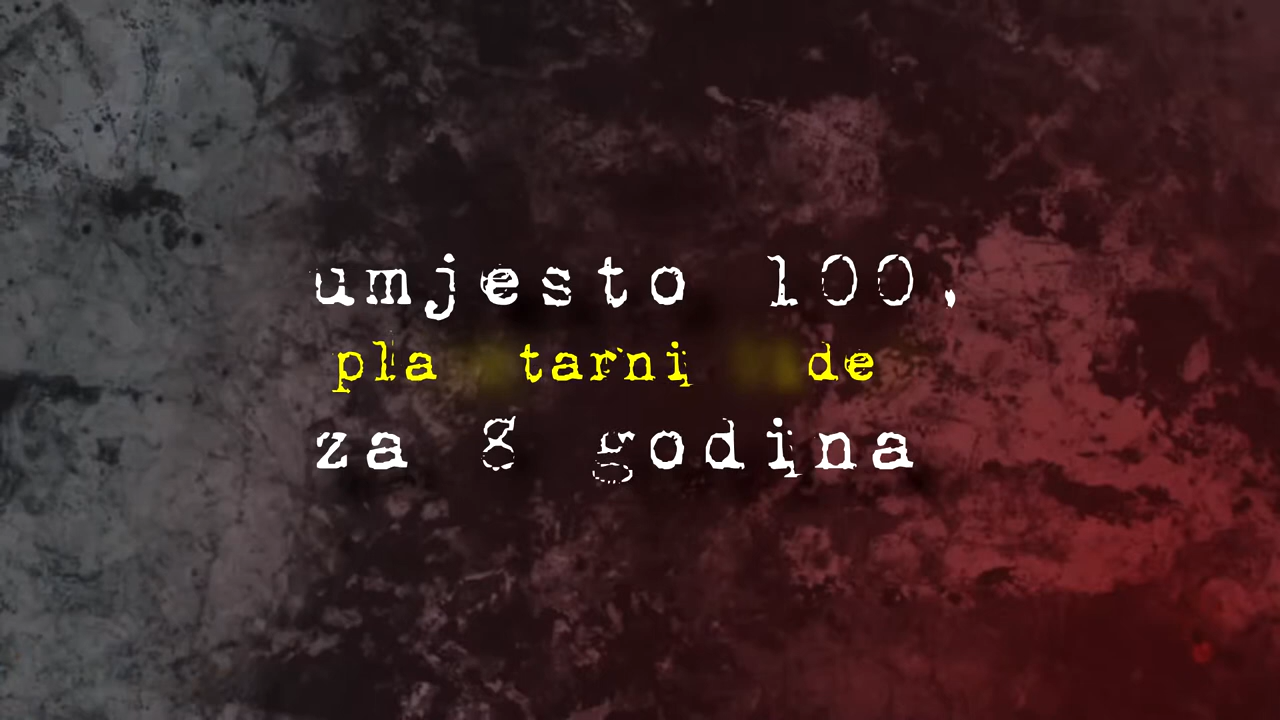 umjesto 100.
pla tarni de
za 8 godina